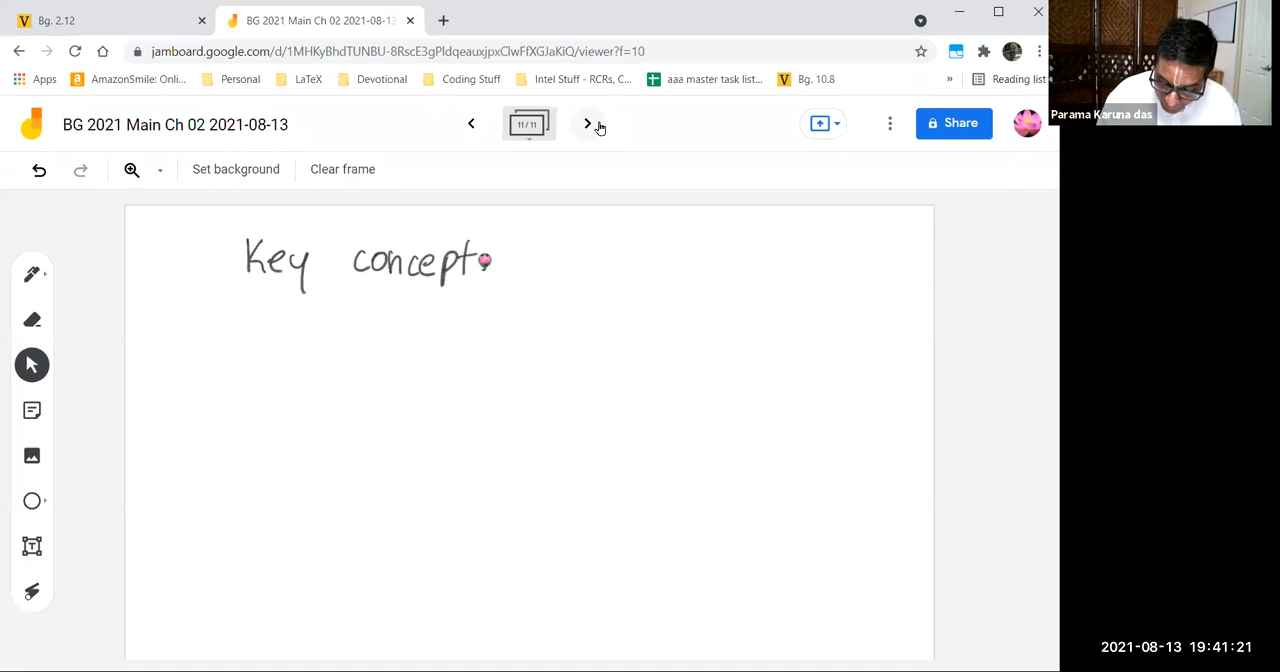 Bg. 2.12
BG 2021 Main Ch 02 2021-08-13
jamboard.google.com/d/1MHKyBhdTUNBU-8RscE3gPldqeauxjpxClwFfXGJaKiQ/viewer?f=10
Apps
AmazonSmile: Onli...
Personal
LaTeX
Devotional
Coding Stuff
Intel Stuff - RCRs, C...
aaa master task list...
Bg. 10.8
»
Reading list
BG 2021 Main Ch 02 2021-08-13
11 / 11
Share
Parama Karuna das
Set background
Clear frame
Key concept
2021-08-13 19:41:21